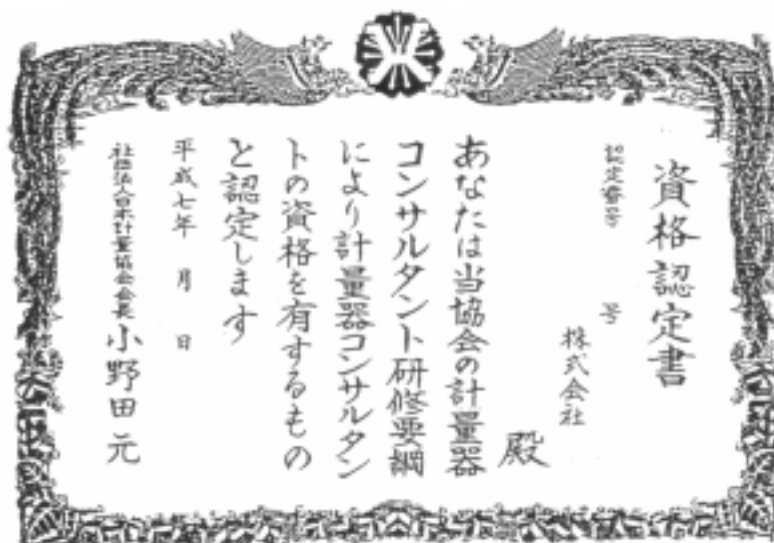 資格認定書
認定番号　　号
株式会社
殿
あなたは当協会の計量器
コンサルタント研修要綱
により計量器コンサルタン
トの資格を有するもの
と認定します
平成七年　月　日
社団法人日本計量協会会長　小野田　元